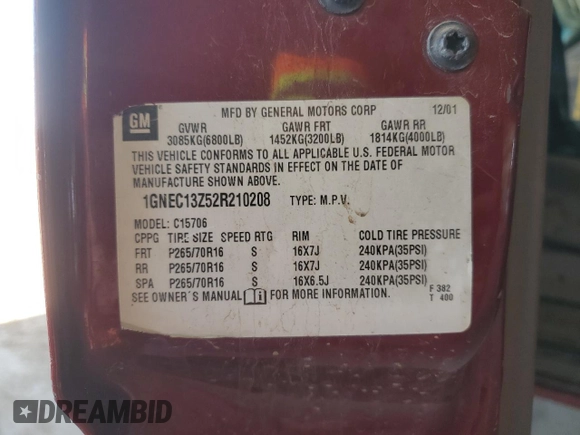 GM
MFD BY GENERAL MOTORS CORP 12/01
GVWR GAWR FRT GAWR RR
3085KG(6800LB) 1452KG(3200LB) 1814KG(4000LB)
THIS VEHICLE CONFORMS TO ALL APPLICABLE U.S. FEDERAL MOTOR
VEHICLE SAFETY STANDARDS IN EFFECT ON THE DATE OF
MANUFACTURE SHOWN ABOVE.
1GNEC13Z52R210208 TYPE: M.P.V.
MODEL: C15706
CPPG TIRE SIZE SPEED RTG RIM COLD TIRE PRESSURE
FRT P265/70R16 S 16X7J 240KPA(35PSI)
RR P265/70R16 S 16X7J 240KPA(35PSI)
SPA P265/70R16 S 16X6.5J 240KPA(35PSI)
SEE OWNER'S MANUAL FOR MORE INFORMATION.
F 382
T 400
DREAMBID